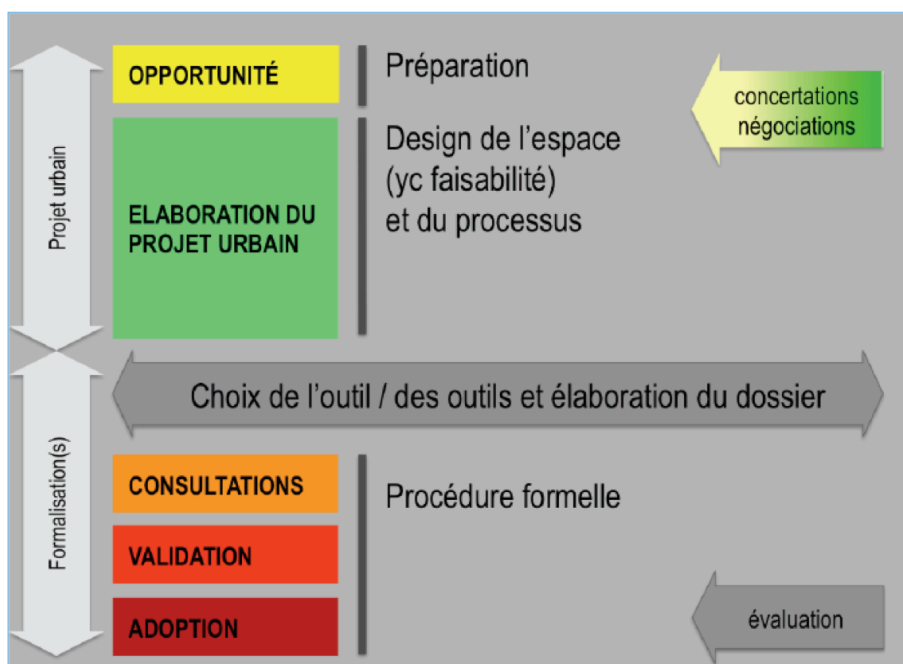 Projet urbain
OPPORTUNITÉ
Préparation
concertations
négociations
ELABORATION DU
PROJET URBAIN
Design de l'espace
(yc faisabilité)
et du processus
Choix de l'outil / des outils et élaboration du dossier
Formalisation(s)
CONSULTATIONS
Procédure formelle
VALIDATION
ADOPTION
évaluation